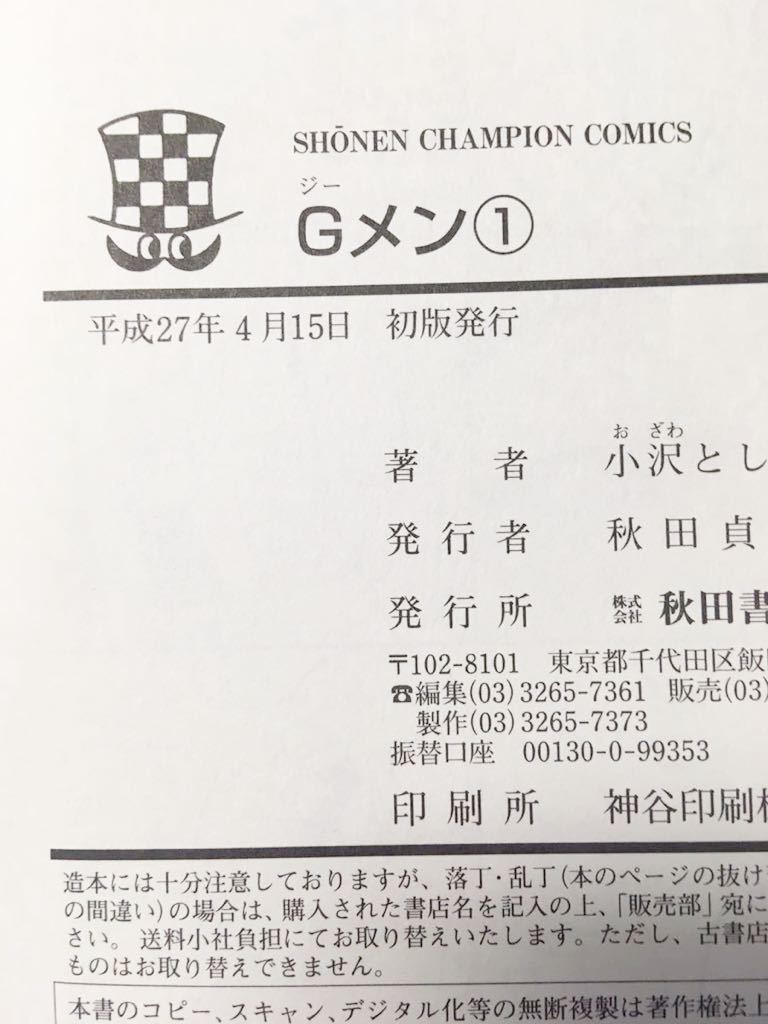 SHŌNEN CHAMPION COMICS
ジー
Gメン①
平成27年4月15日 初版発行
お ざわ
著者 小沢とし
発行者 秋田貞
発行所 株式会社 秋田書
〒102-8101 東京都千代田区飯
☎編集(03)3265-7361 販売(03)
製作(03)3265-7373
振替口座 00130-0-99353
印刷所 神谷印刷
造本には十分注意しておりますが、落丁・乱丁(本のページの抜け
の間違い)の場合は、購入された書店名を記入の上、「販売部」宛に
さい。送料小社負担にてお取り替えいたします。ただし、古書店
ものはお取り替えできません。
本書のコピー、スキャン、デジタル化等の無断複製は著作権法上